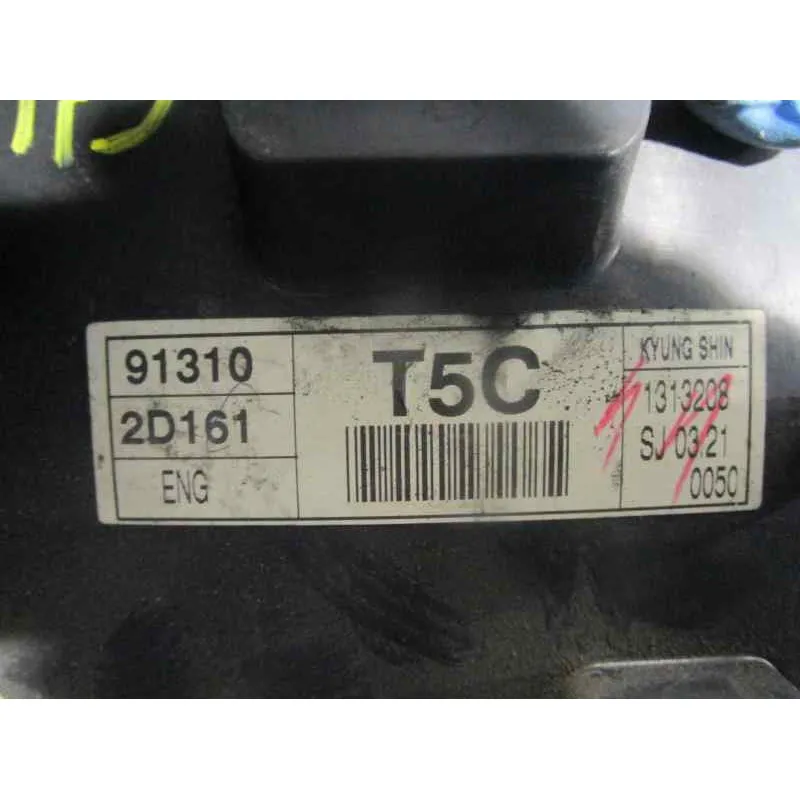 91310
2D161
ENG
T5C
KYUNG SHIN
1313208
SJ 03.21
0050